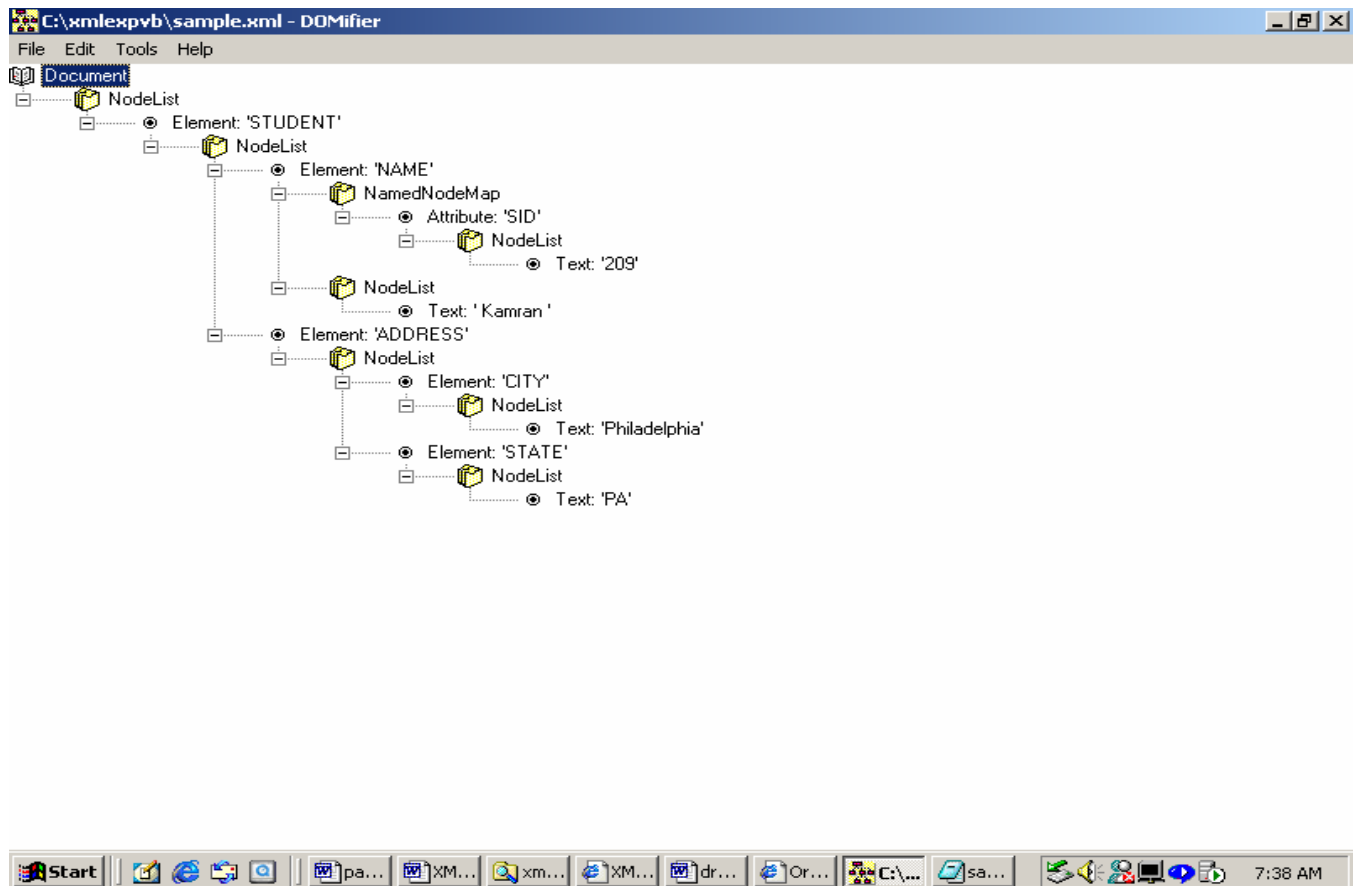 C:\xmlexpvb\sample.xml - DOMifier
File Edit Tools Help
Document
NodeList
Element: 'STUDENT'
NodeList
Element: 'NAME'
NamedNodeMap
Attribute: 'SID'
NodeList
Text: '209'
NodeList
Text: ' Kamran '
Element: 'ADDRESS'
NodeList
Element: 'CITY'
NodeList
Text: 'Philadelphia'
Element: 'STATE'
NodeList
Text: 'PA'
Start pa... XM... xm... XM... dr... Or... C:\... sa... 7:38 AM